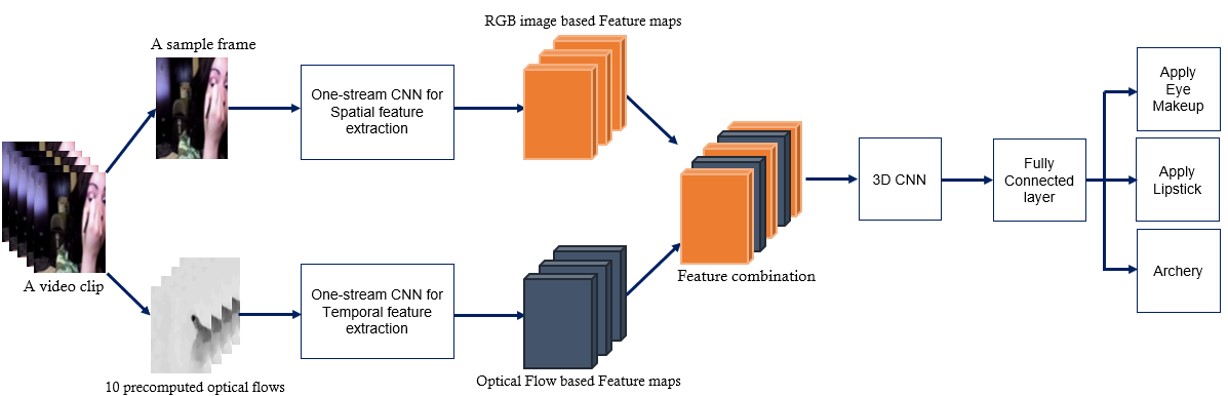 RGB image based Feature maps
A sample frame
One-stream CNN for
Spatial feature
extraction
Apply
Eye
Makeup
3D CNN
Fully
Connected
layer
Apply
Lipstick
A video clip
Feature combination
Archery
One-stream CNN for
Temporal feature
extraction
10 precomputed optical flows
Optical Flow based Feature maps